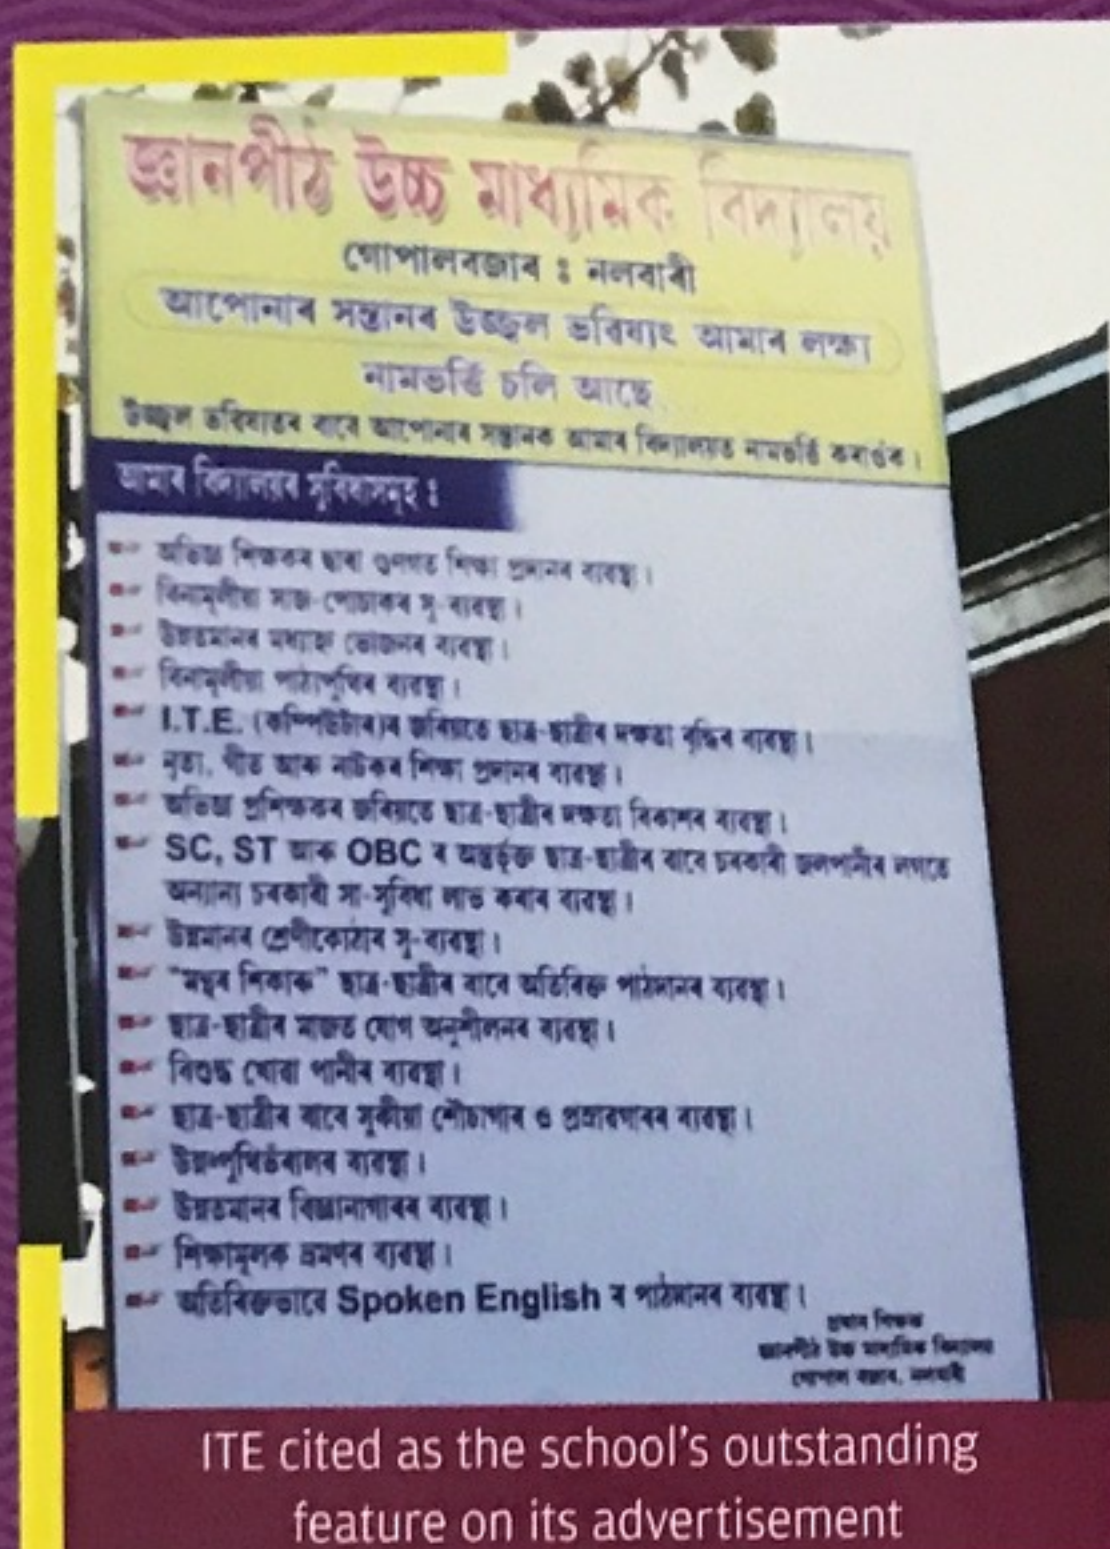 জ্ঞানপীঠ উচ্চ মাধ্যমিক বিদ্যালয়
গোপালবজাৰ ঃ নলবাৰী
আপোনাৰ সন্তানৰ উজ্জ্বল ভৱিষ্যৎ আমাৰ লক্ষ্য
নামভৰ্ত্তি চলি আছে
উজ্জ্বল ভৱিষ্যতৰ বাবে আপোনাৰ সন্তানক আমাৰ বিদ্যালয়ত নামভৰ্ত্তি কৰাওঁক ।
আমাৰ বিদ্যালয়ৰ সুবিধাসমূহ ঃ
অভিজ্ঞ শিক্ষকৰ দ্বাৰা গুণগত শিক্ষা প্ৰদানৰ ব্যৱস্থা ।
বিনামূলীয়া সাজ-পোচাকৰ সু-ব্যৱস্থা ।
উন্নতমানৰ মধ্যাহ্ন ভোজনৰ ব্যৱস্থা ।
বিনামূলীয়া পাঠ্যপুথিৰ ব্যৱস্থা ।
I.T.E. (কম্পিউটাৰ)ৰ জৰিয়তে ছাত্ৰ-ছাত্ৰীৰ দক্ষতা বৃদ্ধিৰ ব্যৱস্থা ।
নৃত্য, গীত আৰু নাটকৰ শিক্ষা প্ৰদানৰ ব্যৱস্থা ।
অভিজ্ঞ প্ৰশিক্ষকৰ জৰিয়তে ছাত্ৰ-ছাত্ৰীৰ দক্ষতা বিকাশৰ ব্যৱস্থা ।
SC, ST আৰু OBC ৰ অন্তৰ্ভূক্ত ছাত্ৰ-ছাত্ৰীৰ বাবে চৰকাৰী জলপানীৰ লগতে
অন্যান্য চৰকাৰী সা-সুবিধা লাভ কৰাৰ ব্যৱস্থা ।
উন্নমানৰ শ্ৰেণীকোঠাৰ সু-ব্যৱস্থা ।
"মন্থৰ শিকাৰু" ছাত্ৰ-ছাত্ৰীৰ বাবে অতিৰিক্ত পাঠদানৰ ব্যৱস্থা ।
ছাত্ৰ-ছাত্ৰীৰ মাজত যোগ অনুশীলনৰ ব্যৱস্থা ।
বিশুদ্ধ খোৱা পানীৰ ব্যৱস্থা ।
ছাত্ৰ-ছাত্ৰীৰ বাবে সুকীয়া শৌচাগাৰ ও প্ৰস্ৰাৱগাৰৰ ব্যৱস্থা ।
ব্যৱস্থা ।
উন্নতমানৰ বিজ্ঞানাগাৰৰ ব্যৱস্থা ।
শিক্ষামূলক ভ্ৰমণৰ ব্যৱস্থা ।
অতিৰিক্তভাবে Spoken English ৰ পাঠদানৰ ব্যৱস্থা ।
প্ৰধান শিক্ষক
জ্ঞানপীঠ উচ্চ মাধ্যমিক বিদ্যালয়
গোপাল বজাৰ, নলবাৰী
ITE cited as the school's outstanding
feature on its advertisement